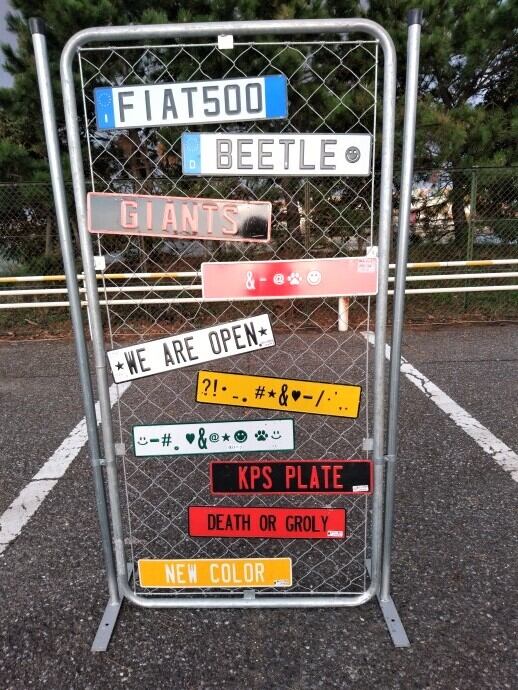 I FIAT500
D BEETLE☻
GIANTS
&-@🐾☺
★WE ARE OPEN★
?!・-_。#★&♥-/・’,.
☺-#。♥&@★☻🐾☺
KPS PLATE
DEATH OR GROLY
NEW COLOR